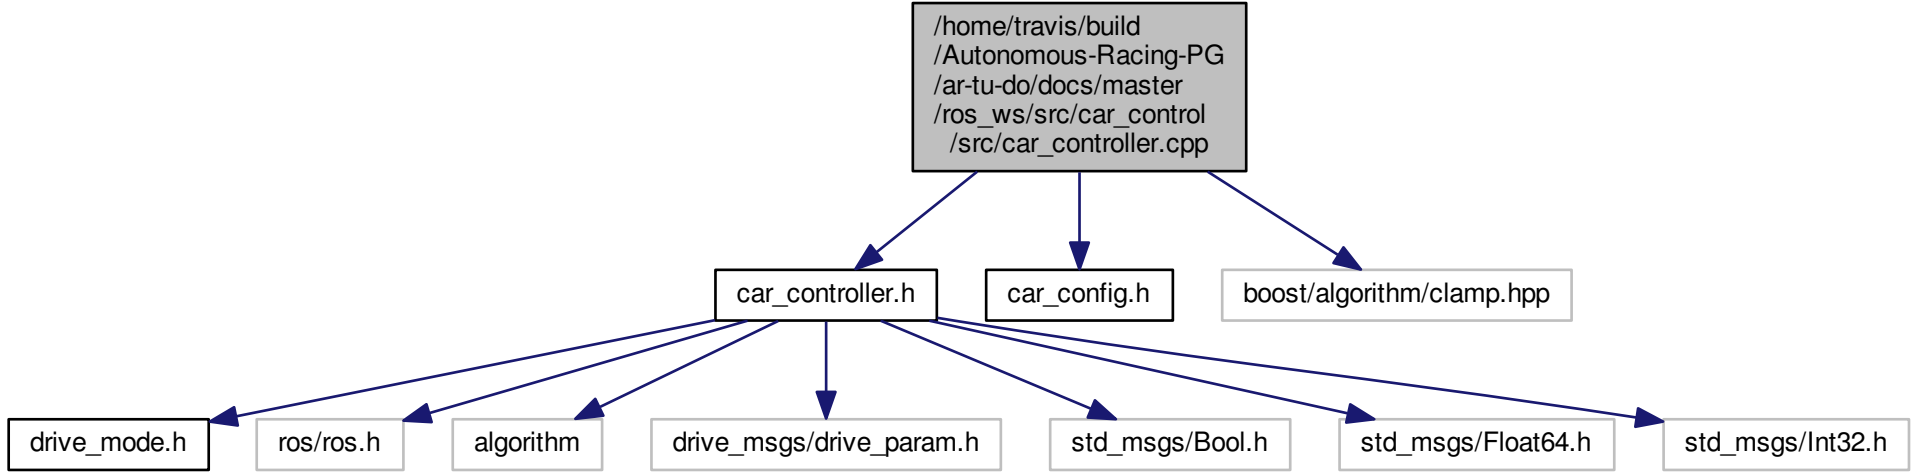 /home/travis/build
/Autonomous-Racing-PG
/ar-tu-do/docs/master
/ros_ws/src/car_control
/src/car_controller.cpp
car_controller.h
car_config.h
boost/algorithm/clamp.hpp
drive_mode.h
ros/ros.h
algorithm
drive_msgs/drive_param.h
std_msgs/Bool.h
std_msgs/Float64.h
std_msgs/Int32.h